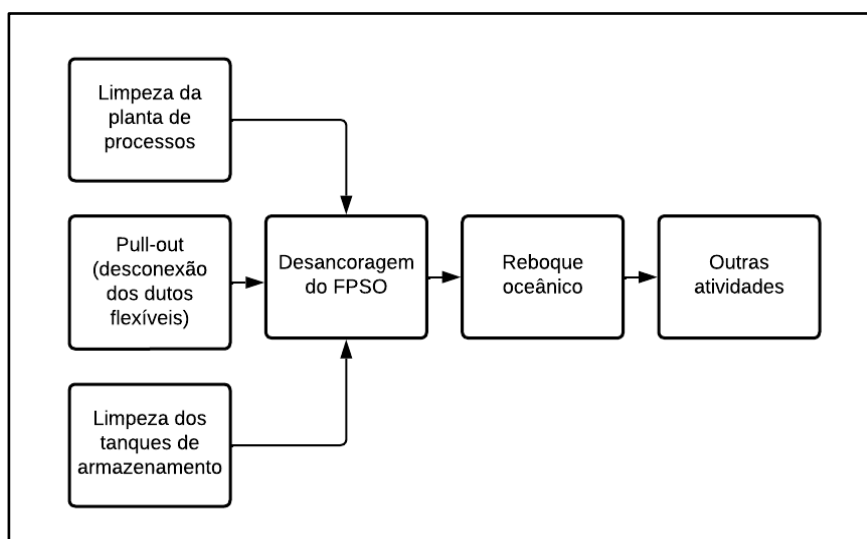 Limpeza da
planta de
processos
Pull-out
(desconexão
dos dutos
flexíveis)
Limpeza dos
tanques de
armazenamento
Desancoragem
do FPSO
Reboque
oceânico
Outras
atividades